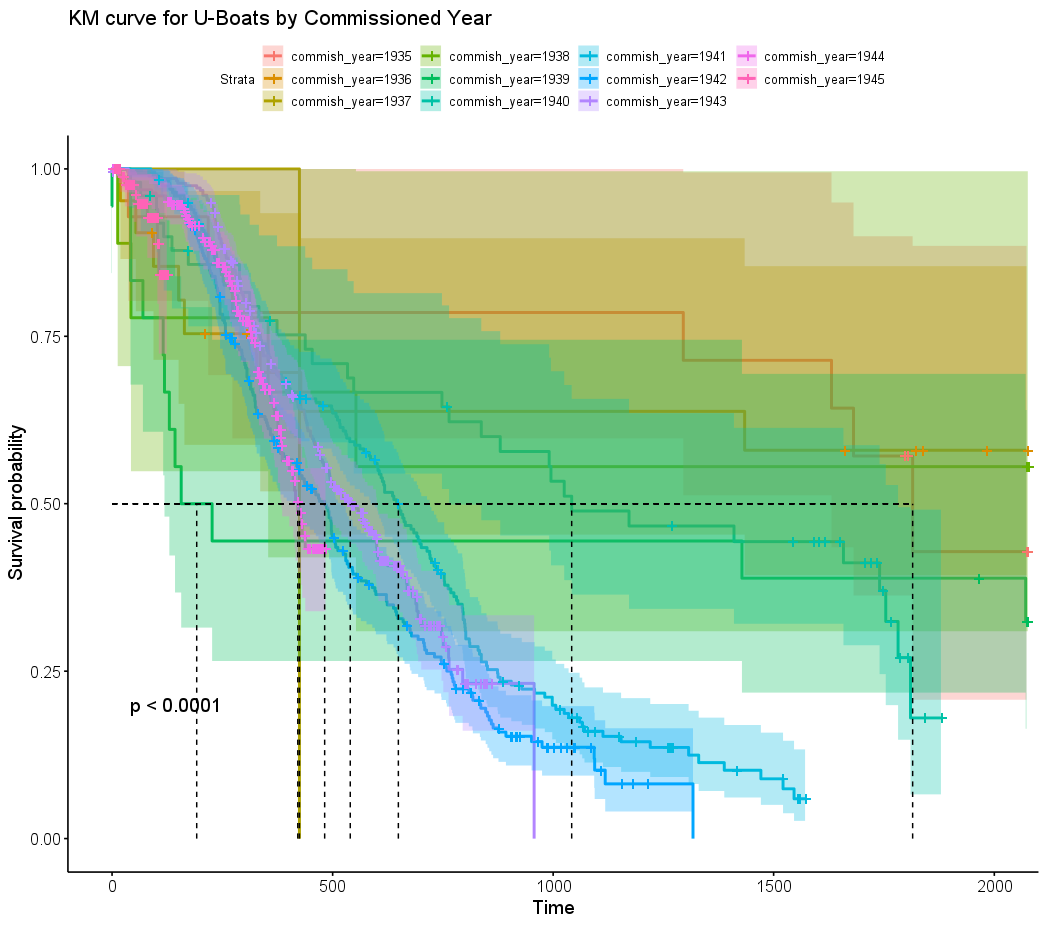 KM curve for U-Boats by Commissioned Year
Strata
commish_year=1935
commish_year=1936
commish_year=1937
commish_year=1938
commish_year=1939
commish_year=1940
commish_year=1941
commish_year=1942
commish_year=1943
commish_year=1944
commish_year=1945
Survival probability
1.00
0.75
0.50
0.25
0.00
p < 0.0001
0
500
1000
1500
2000
Time